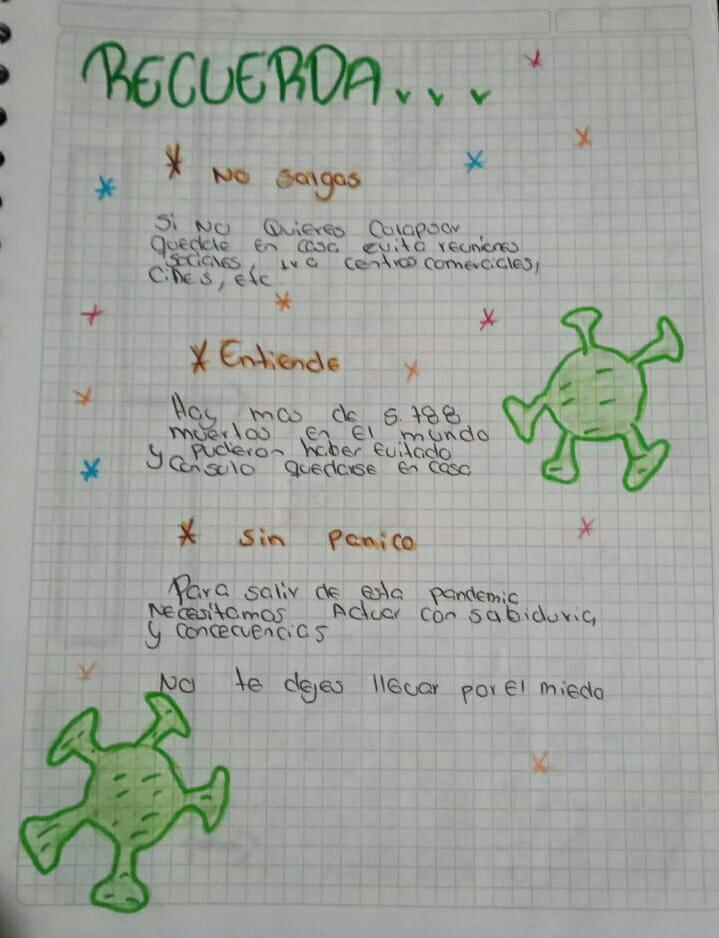 RECUERDA...
* No salgas
Si No Quieres Colapsar
quedate en casa evita reuniones
sociales, ir a centros comerciales,
cines, etc
* Entiende
Hay mas de 5.788
muertos en el mundo
y pudieron haber Evitado
con solo quedarse en casa
* sin panico
Para salir de esta pandemia
Necesitamos Actuar con sabiduria,
y concecuencias
No te dejes llevar por el miedo